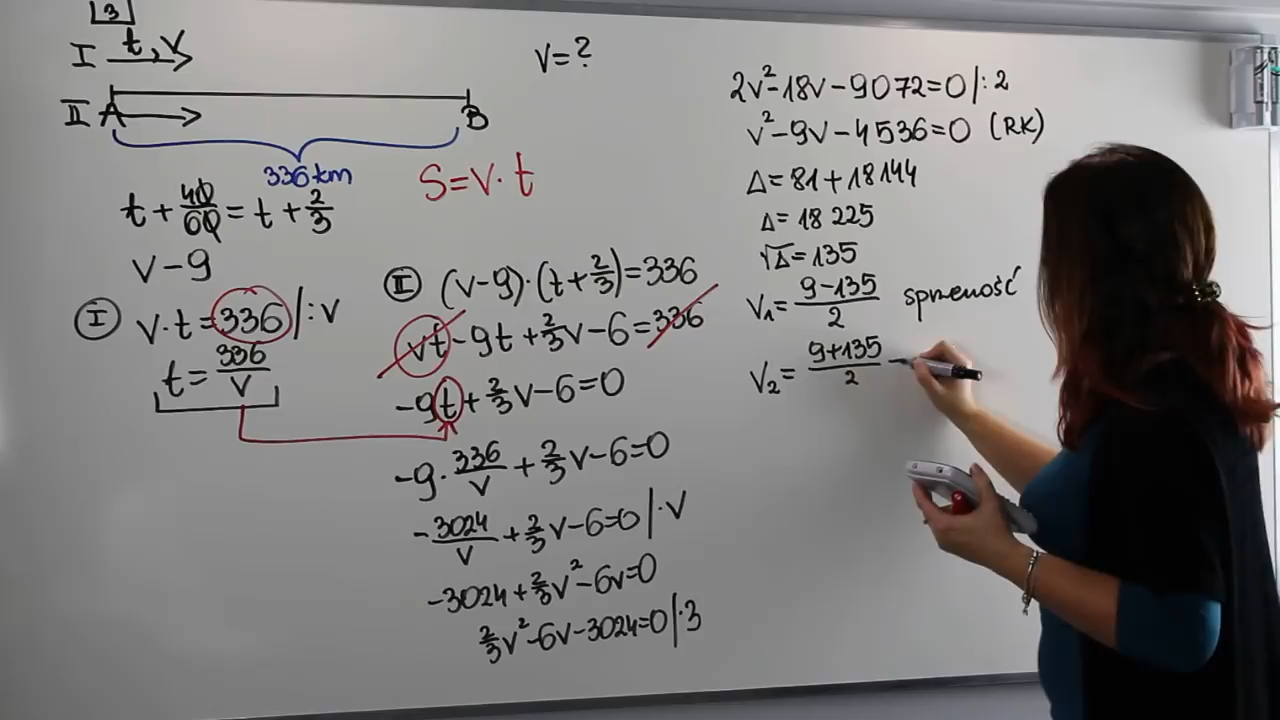 3
I t, v
v=?
II A B
336 km
S=v·t
t+40/60=t+2/3
v-9
I v·t=336 |:v
t=336/v
II (v-9)·(t+2/3)=336
vt-9t+2/3v-6=336
-9t+2/3v-6=0
-9·336/v+2/3v-6=0
-3024/v+2/3v-6=0 |·v
-3024+2/3v²-6v=0
2/3v²-6v-3024=0 |·3
2v²-18v-9072=0 |:2
v²-9v-4536=0 (RK)
Δ=81+18144
Δ=18 225
√Δ=135
v₁=9-135/2 sprzeność
v₂=9+135/2